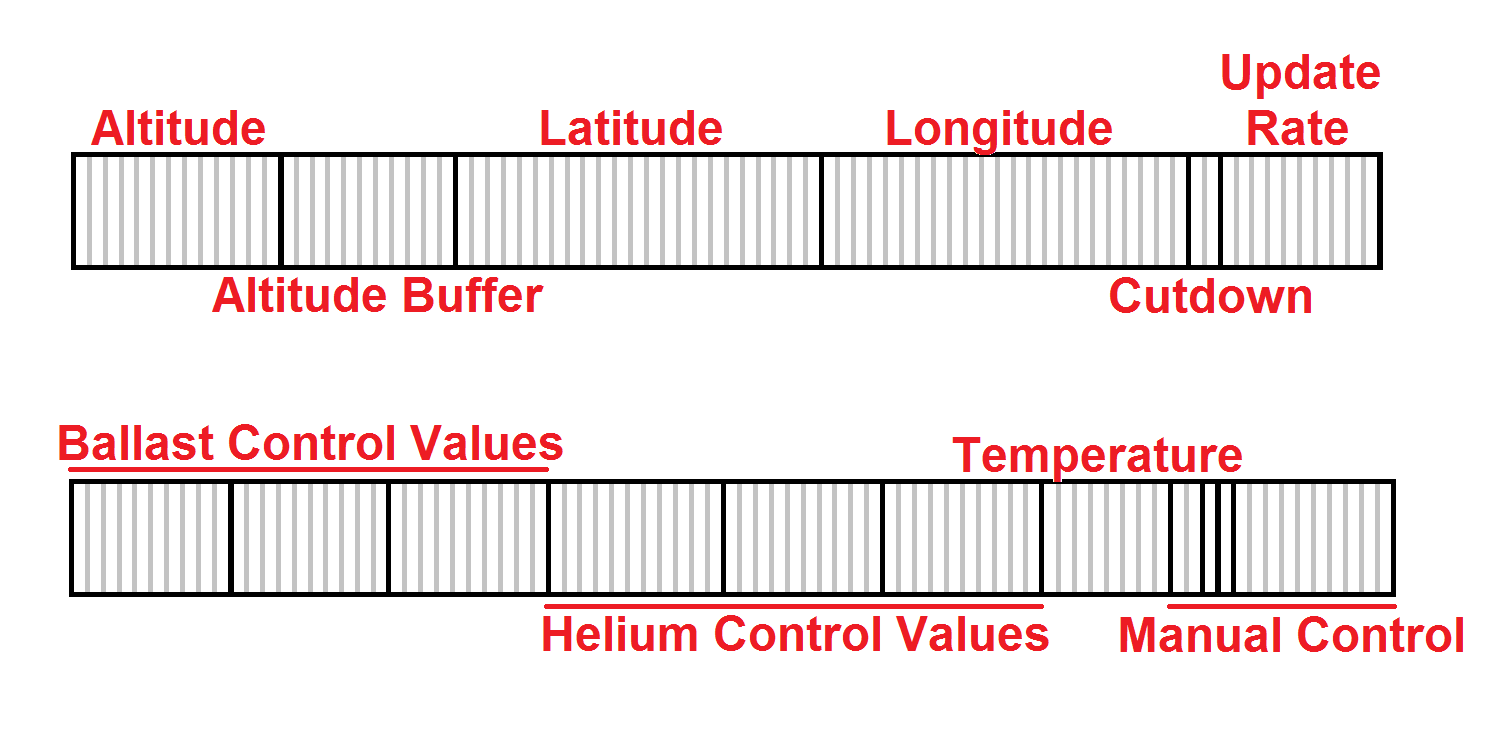 Update
Altitude
Latitude
Longitude
Rate
Altitude Buffer
Cutdown
Ballast Control Values
Temperature
Helium Control Values
Manual Control